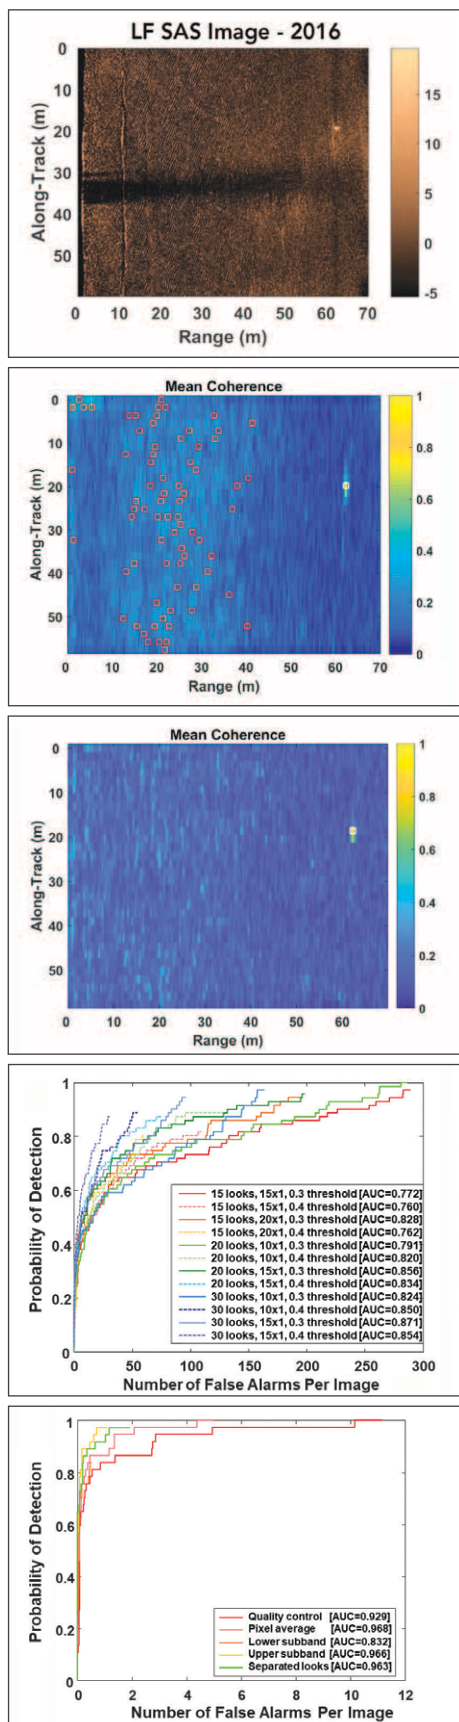 LF SAS Image - 2016
0
10
20
30
40
50
Along-Track (m)
0 10 20 30 40 50 60 70
Range (m)
15
10
5
0
-5
Mean Coherence
0
10
20
30
40
50
Along-Track (m)
0 10 20 30 40 50 60 70
Range (m)
1
0.8
0.6
0.4
0.2
0
Mean Coherence
0
10
20
30
40
50
Along-Track (m)
0 10 20 30 40 50 60
Range (m)
1
0.8
0.6
0.4
0.2
0
1
0.8
0.6
0.4
0.2
0
Probability of Detection
15 looks, 15x1, 0.3 threshold [AUC=0.772]
15 looks, 15x1, 0.4 threshold [AUC=0.760]
15 looks, 20x1, 0.3 threshold [AUC=0.828]
15 looks, 20x1, 0.4 threshold [AUC=0.762]
20 looks, 10x1, 0.3 threshold [AUC=0.791]
20 looks, 10x1, 0.4 threshold [AUC=0.820]
20 looks, 15x1, 0.3 threshold [AUC=0.856]
20 looks, 15x1, 0.4 threshold [AUC=0.834]
30 looks, 10x1, 0.3 threshold [AUC=0.824]
30 looks, 10x1, 0.4 threshold [AUC=0.850]
30 looks, 15x1, 0.3 threshold [AUC=0.871]
30 looks, 15x1, 0.4 threshold [AUC=0.854]
0 50 100 150 200 250 300
Number of False Alarms Per Image
1
0.8
0.6
0.4
0.2
0
Probability of Detection
Quality control [AUC=0.929]
Pixel average [AUC=0.968]
Lower subband [AUC=0.832]
Upper subband [AUC=0.966]
Separated looks [AUC=0.963]
0 2 4 6 8 10 12
Number of False Alarms Per Image